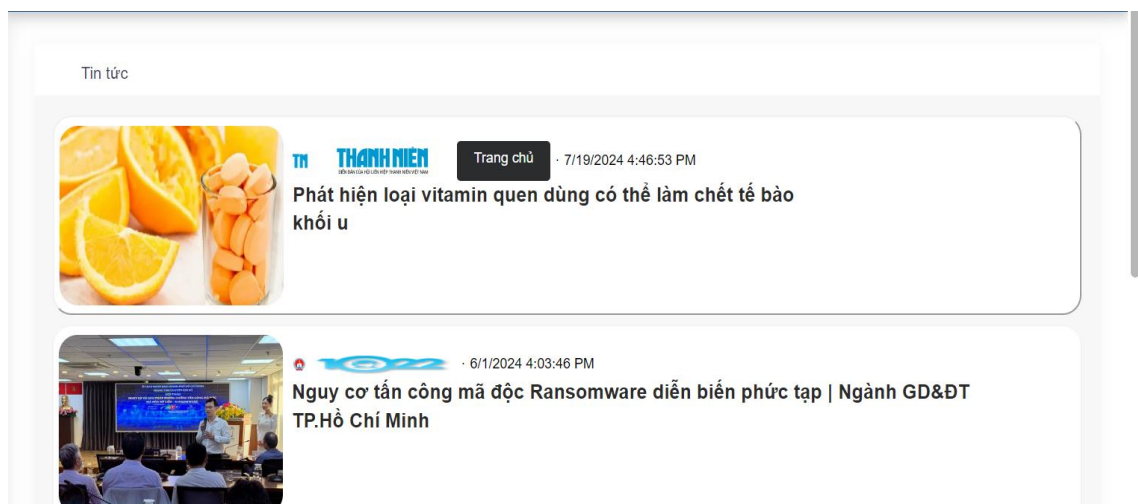 Tin tức
TN THANH NIÊN Trang chủ · 7/19/2024 4:46:53 PM
Phát hiện loại vitamin quen dùng có thể làm chết tế bào
khối u
1022 · 6/1/2024 4:03:46 PM
Nguy cơ tấn công mã độc Ransomware diễn biến phức tạp | Ngành GD&ĐT
TP.Hồ Chí Minh